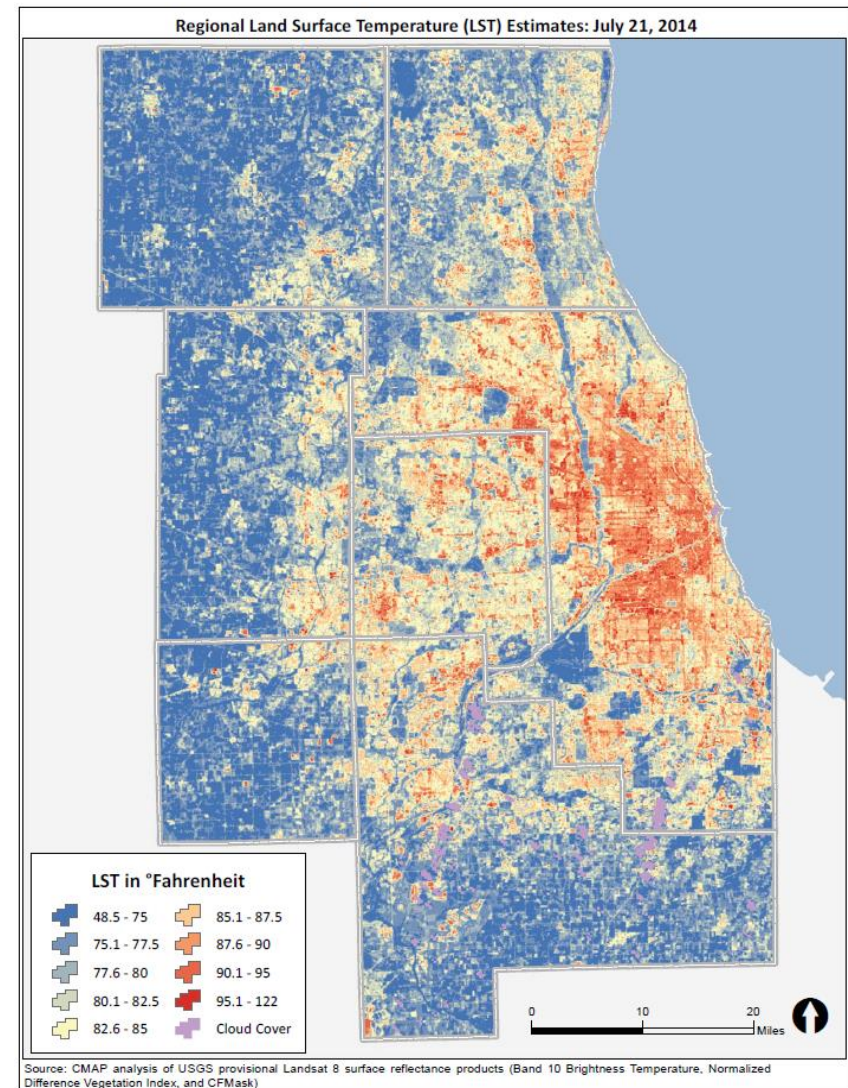 Regional Land Surface Temperature (LST) Estimates: July 21, 2014
LST in °Fahrenheit
48.5 - 75
75.1 - 77.5
77.6 - 80
80.1 - 82.5
82.6 - 85
85.1 - 87.5
87.6 - 90
90.1 - 95
95.1 - 122
Cloud Cover
0 10 20
Miles
Source: CMAP analysis of USGS provisional Landsat 8 surface reflectance products (Band 10 Brightness Temperature, Normalized
Difference Vegetation Index, and CFMask)